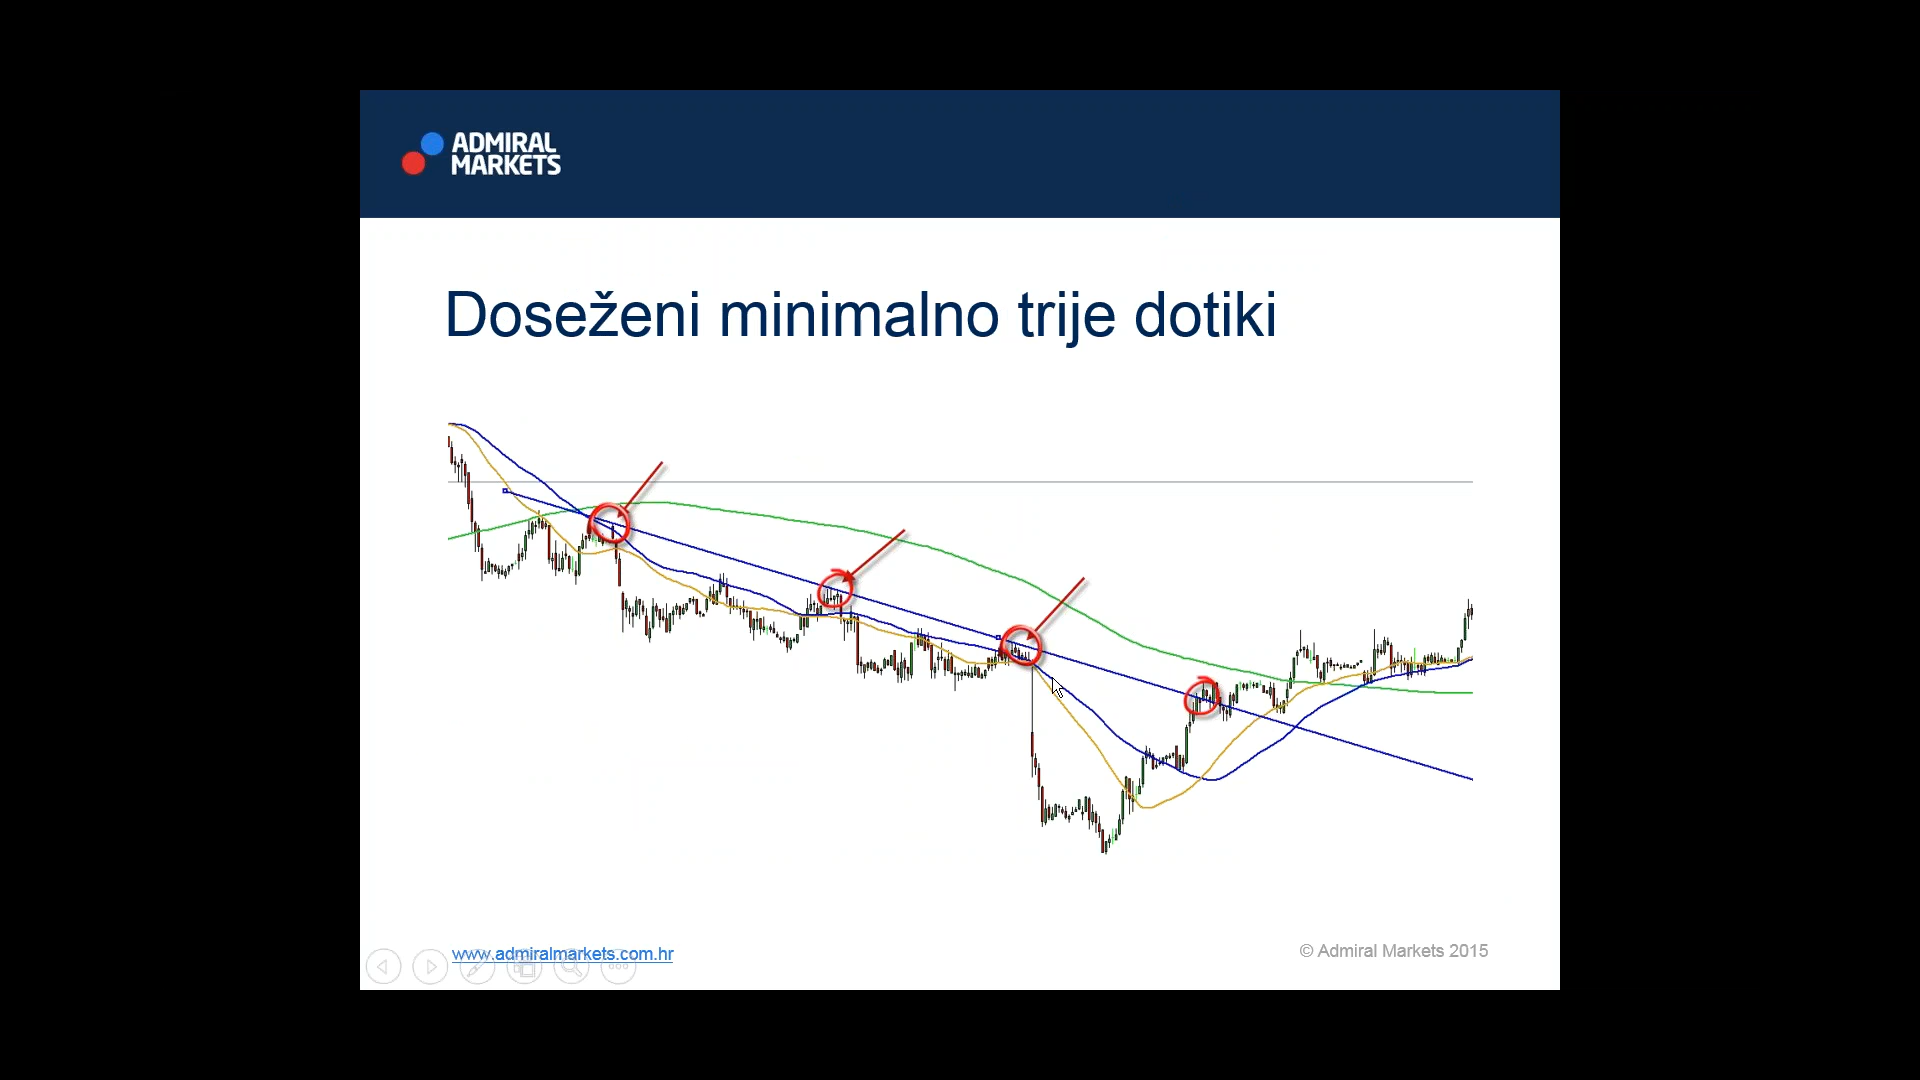 ADMIRAL
MARKETS
Doseženi minimalno trije dotiki
www.admiralmarkets.com.hr
© Admiral Markets 2015